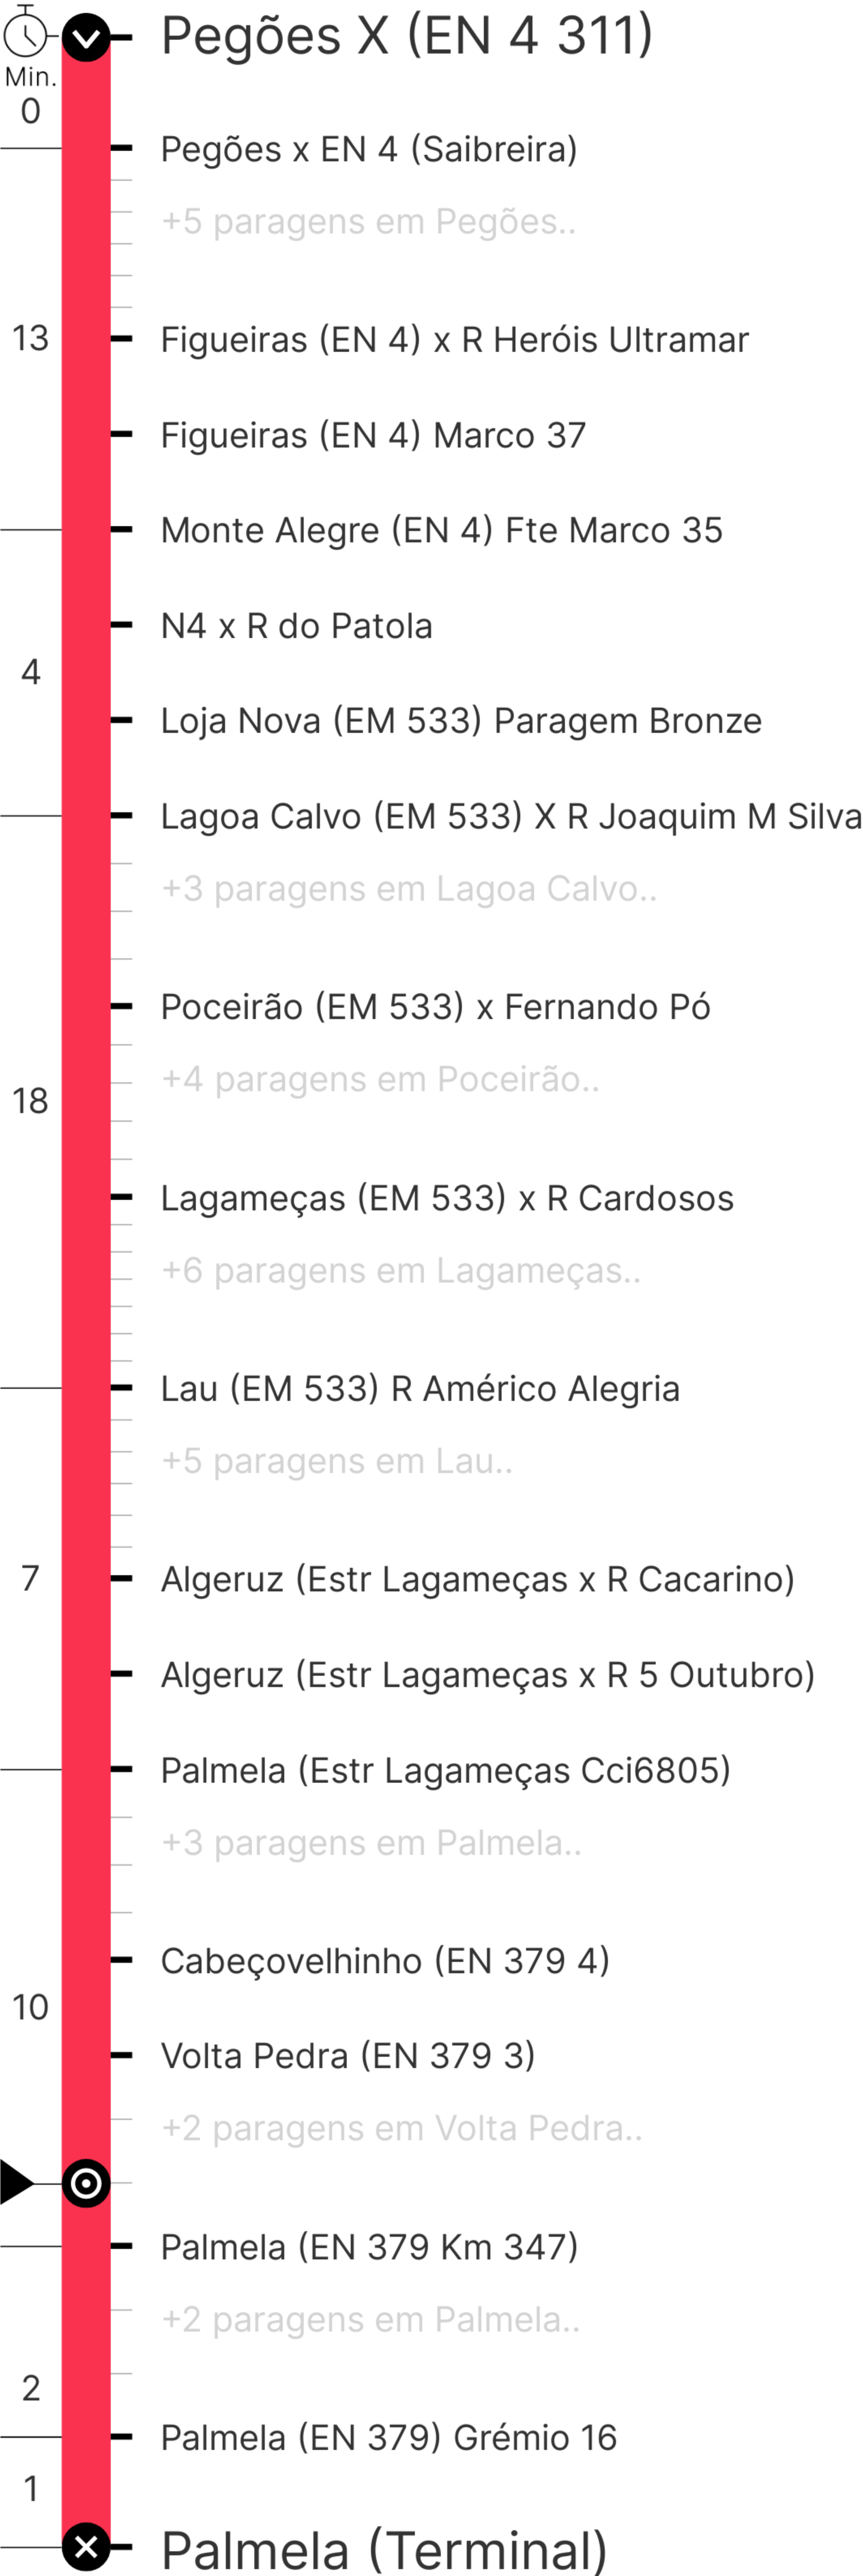 Pegões X (EN 4 311)
Min.
0
Pegões x EN 4 (Saibreira)
+5 paragens em Pegões..
13
Figueiras (EN 4) x R Heróis Ultramar
Figueiras (EN 4) Marco 37
Monte Alegre (EN 4) Fte Marco 35
N4 x R do Patola
4
Loja Nova (EM 533) Paragem Bronze
Lagoa Calvo (EM 533) X R Joaquim M Silva
+3 paragens em Lagoa Calvo..
Poceirão (EM 533) x Fernando Pó
+4 paragens em Poceirão..
18
Lagameças (EM 533) x R Cardosos
+6 paragens em Lagameças..
Lau (EM 533) R Américo Alegria
+5 paragens em Lau..
7
Algeruz (Estr Lagameças x R Cacarino)
Algeruz (Estr Lagameças x R 5 Outubro)
Palmela (Estr Lagameças Cci6805)
+3 paragens em Palmela..
Cabeçovelhinho (EN 379 4)
10
Volta Pedra (EN 379 3)
+2 paragens em Volta Pedra..
Palmela (EN 379 Km 347)
+2 paragens em Palmela..
2
Palmela (EN 379) Grémio 16
1
Palmela (Terminal)